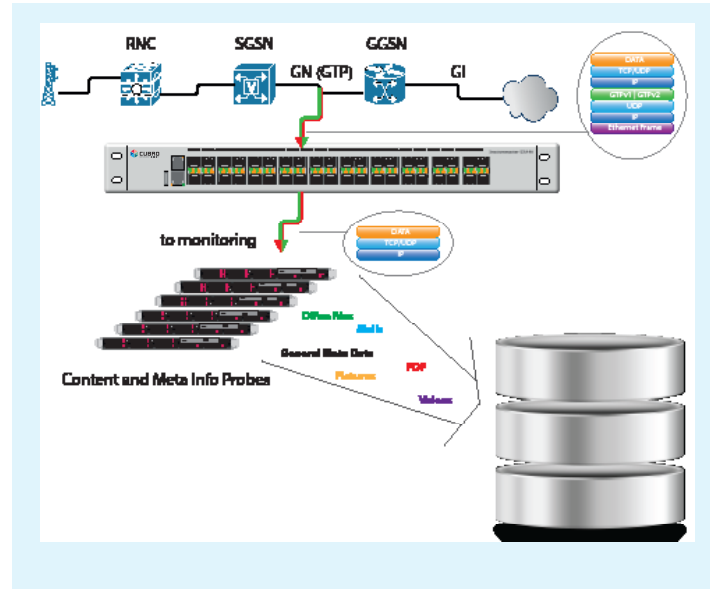 RNC
SGSN
GGSN
GN (GTP)
GI
DATA
TCP/UDP
IP
GTPv1 | GTPv2
UDP
IP
Ethernet Frame
CUBRO
to monitoring
DATA
TCP/UDP
IP
Office Files
Mails
General Meta Data
PDF
Pictures
Videos
Content and Meta Info Probes